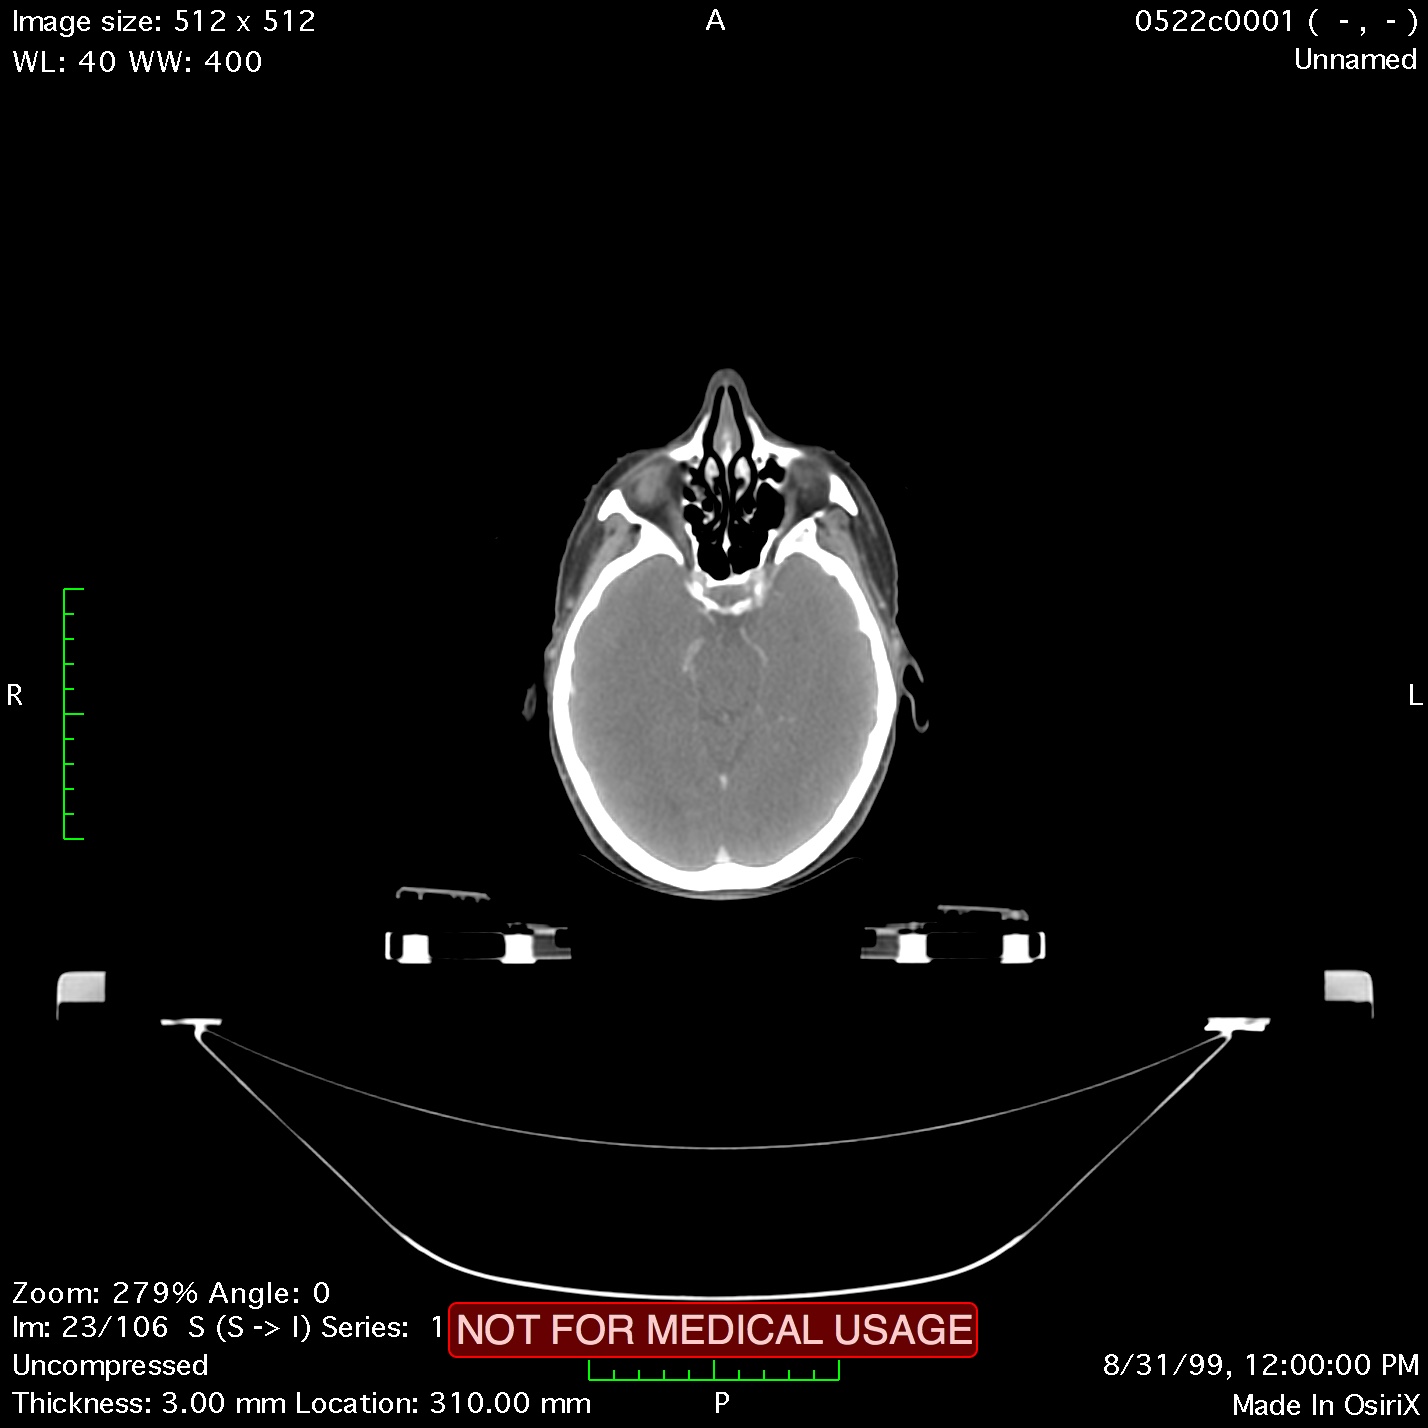 Image size: 512 x 512
WL: 40 WW: 400
A
0522c0001 ( - , - )
Unnamed
R
L
Zoom: 279% Angle: 0
Im: 23/106 S (S -> I) Series: 1
Uncompressed
Thickness: 3.00 mm Location: 310.00 mm
NOT FOR MEDICAL USAGE
P
8/31/99, 12:00:00 PM
Made In OsiriX